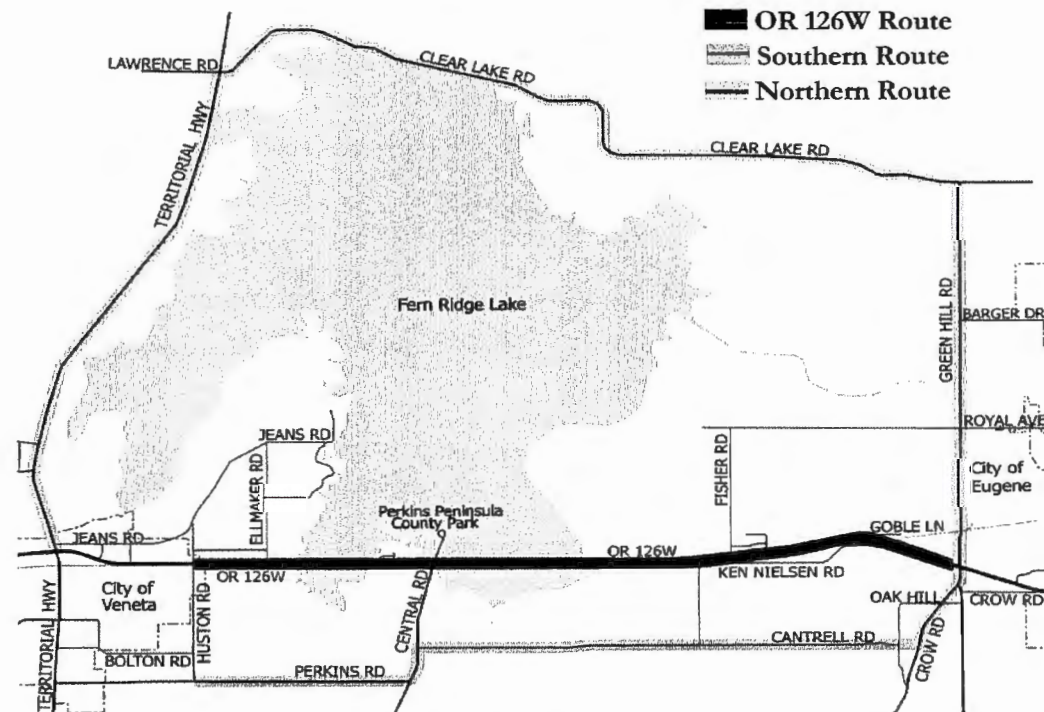 OR 126W Route
Southern Route
Northern Route
LAWRENCE RD
CLEAR LAKE RD
CLEAR LAKE RD
TERRITORIAL HWY
Fern Ridge Lake
GREEN HILL RD
BARGER DR
ROYAL AVE
JEANS RD
ELLMAKER RD
FISHER RD
City of
Eugene
Perkins Peninsula
County Park
GOBLE LN
JEANS RD
OR 126W
OR 126W
KEN NIELSEN RD
City of
Veneta
HUSTON RD
CENTRAL RD
OAK HILL
CROW RD
CROW RD
TERRITORIAL HWY
BOLTON RD
CANTRELL RD
PERKINS RD